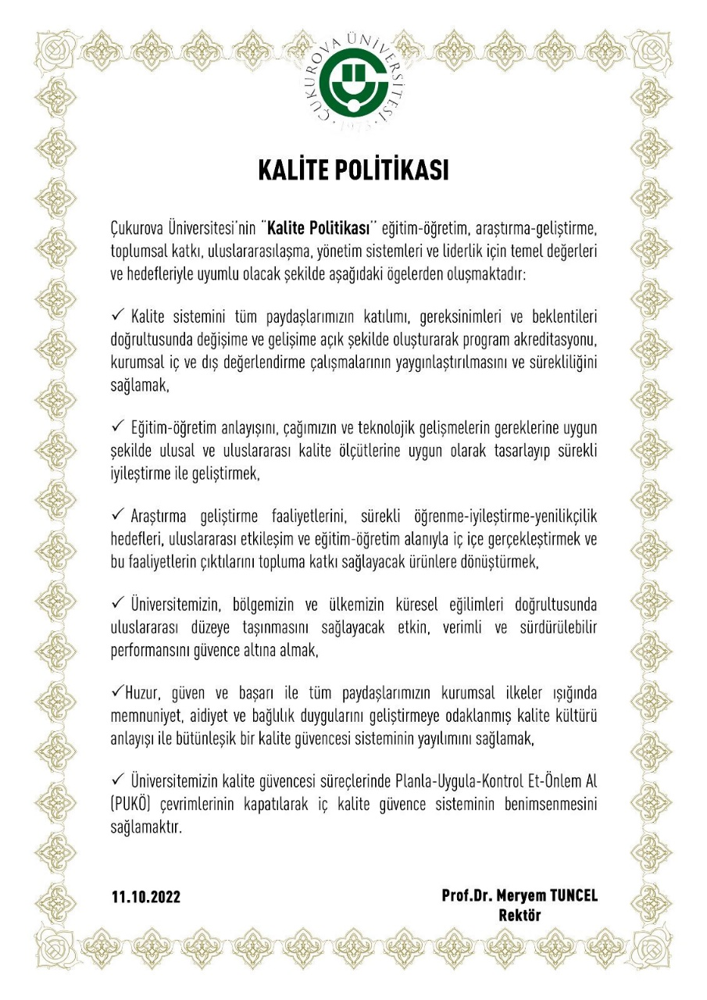 ÇUKUROVA ÜNİVERSİTESİ
· 1973 ·
KALİTE POLİTİKASI
Çukurova Üniversitesi’nin ¨Kalite Politikası¨ eğitim-öğretim, araştırma-geliştirme,
toplumsal katkı, uluslararasılaşma, yönetim sistemleri ve liderlik için temel değerleri
ve hedefleriyle uyumlu olacak şekilde aşağıdaki ögelerden oluşmaktadır:
✓ Kalite sistemini tüm paydaşlarımızın katılımı, gereksinimleri ve beklentileri
doğrultusunda değişime ve gelişime açık şekilde oluşturarak program akreditasyonu,
kurumsal iç ve dış değerlendirme çalışmalarının yaygınlaştırılmasını ve sürekliliğini
sağlamak,
✓ Eğitim-öğretim anlayışını, çağımızın ve teknolojik gelişmelerin gereklerine uygun
şekilde ulusal ve uluslararası kalite ölçütlerine uygun olarak tasarlayıp sürekli
iyileştirme ile geliştirmek,
✓ Araştırma geliştirme faaliyetlerini, sürekli öğrenme-iyileştirme-yenilikçilik
hedefleri, uluslararası etkileşim ve eğitim-öğretim alanıyla iç içe gerçekleştirmek ve
bu faaliyetlerin çıktılarını topluma katkı sağlayacak ürünlere dönüştürmek,
✓ Üniversitemizin, bölgemizin ve ülkemizin küresel eğilimleri doğrultusunda
uluslararası düzeye taşınmasını sağlayacak etkin, verimli ve sürdürülebilir
performansını güvence altına almak,
✓Huzur, güven ve başarı ile tüm paydaşlarımızın kurumsal ilkeler ışığında
memnuniyet, aidiyet ve bağlılık duygularını geliştirmeye odaklanmış kalite kültürü
anlayışı ile bütünleşik bir kalite güvencesi sisteminin yayılımını sağlamak,
✓ Üniversitemizin kalite güvencesi süreçlerinde Planla-Uygula-Kontrol Et-Önlem Al
(PUKÖ) çevrimlerinin kapatılarak iç kalite güvence sisteminin benimsenmesini
sağlamaktır.
11.10.2022
Prof.Dr. Meryem TUNCEL
Rektör